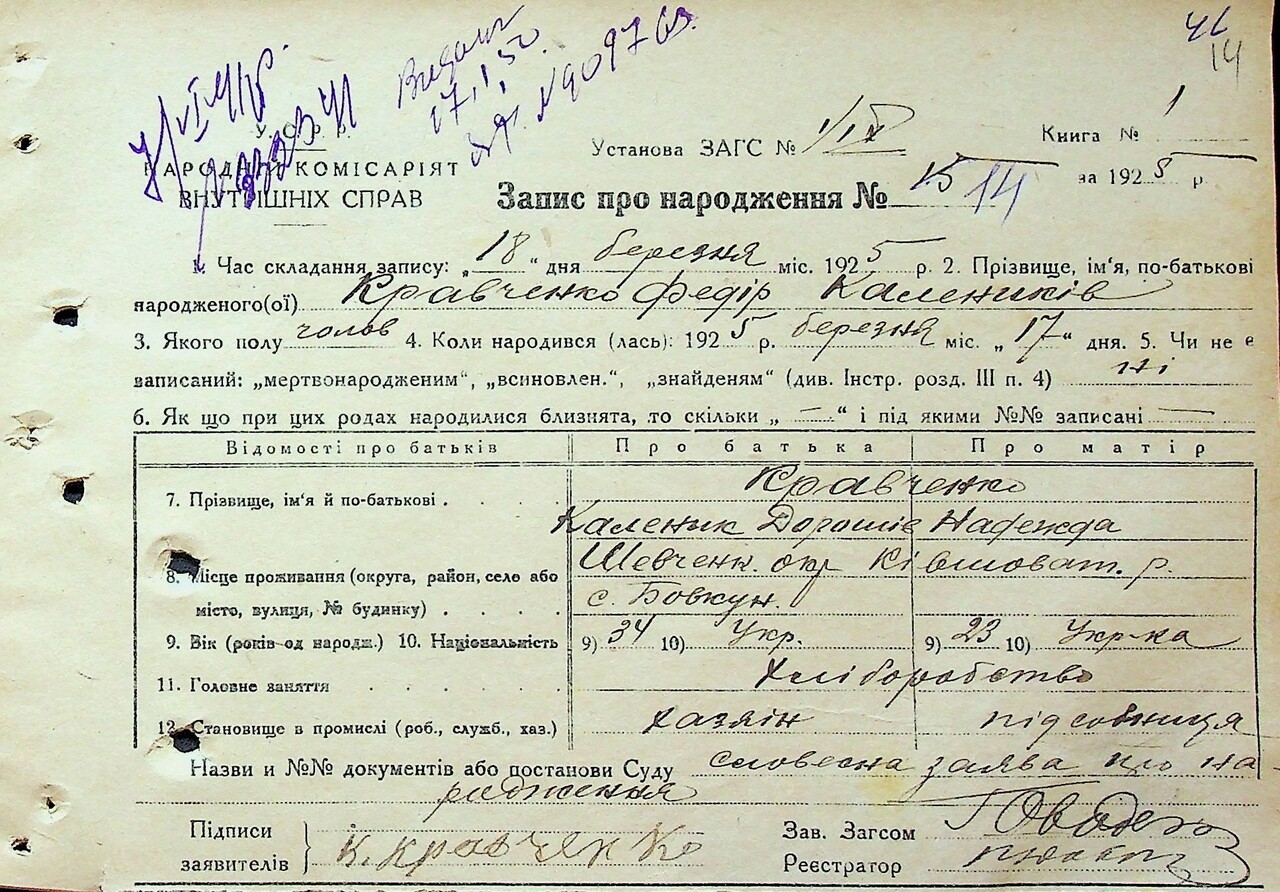 46
14
Видан
17, 1, 50.
№ 9097
У. С. Р. Р.
НАРОДНІЙ КОМІСАРІЯТ
ВНУТРІШНІХ СПРАВ
Установа ЗАГС №
Книга № 1
Запис про народження № 15 14
за 1925 р.
1. Час складання запису: „ 18 “ дня березня міс. 1925 р. 2. Прізвище, ім'я, по-батькові
народженого(ої) Кравченко Федір Калеників
3. Якого полу чолов 4. Коли народився (лась): 1925 р. березня міс. „ 17 “ дня. 5. Чи не є
записаний: „мертвонародженим“, „всиновлен.“, „знайденям“ (див. Інстр. розд. III п. 4) ні
6. Як що при цих родах народилися близнята, то скільки „ — “ і під якими №№ записані —
Відомості про батьків Про батька Про матір
7. Прізвище, ім'я й по-батькові . . . . Кравченко
Каленик Дорошів Надежда
8. Місце проживання (округа, район, село або Шевченк. окр Ківшоват. р.
місто, вулиця, № будинку) . . . . с. Бовкун.
9. Вік (років од народж.) 10. Національність 9) 34 10) Укр. 9) 23 10) Укр-ка
11. Головне заняття . . . . . . Хліборобство
12. Становище в промислі (роб., служб., хаз.) хазяін підсобниця
Назви и №№ документів або постанови Суду словесна заява про на-
родження
Підписи
заявителів } К. Кравченко
Зав. Загсом
Реєстратор